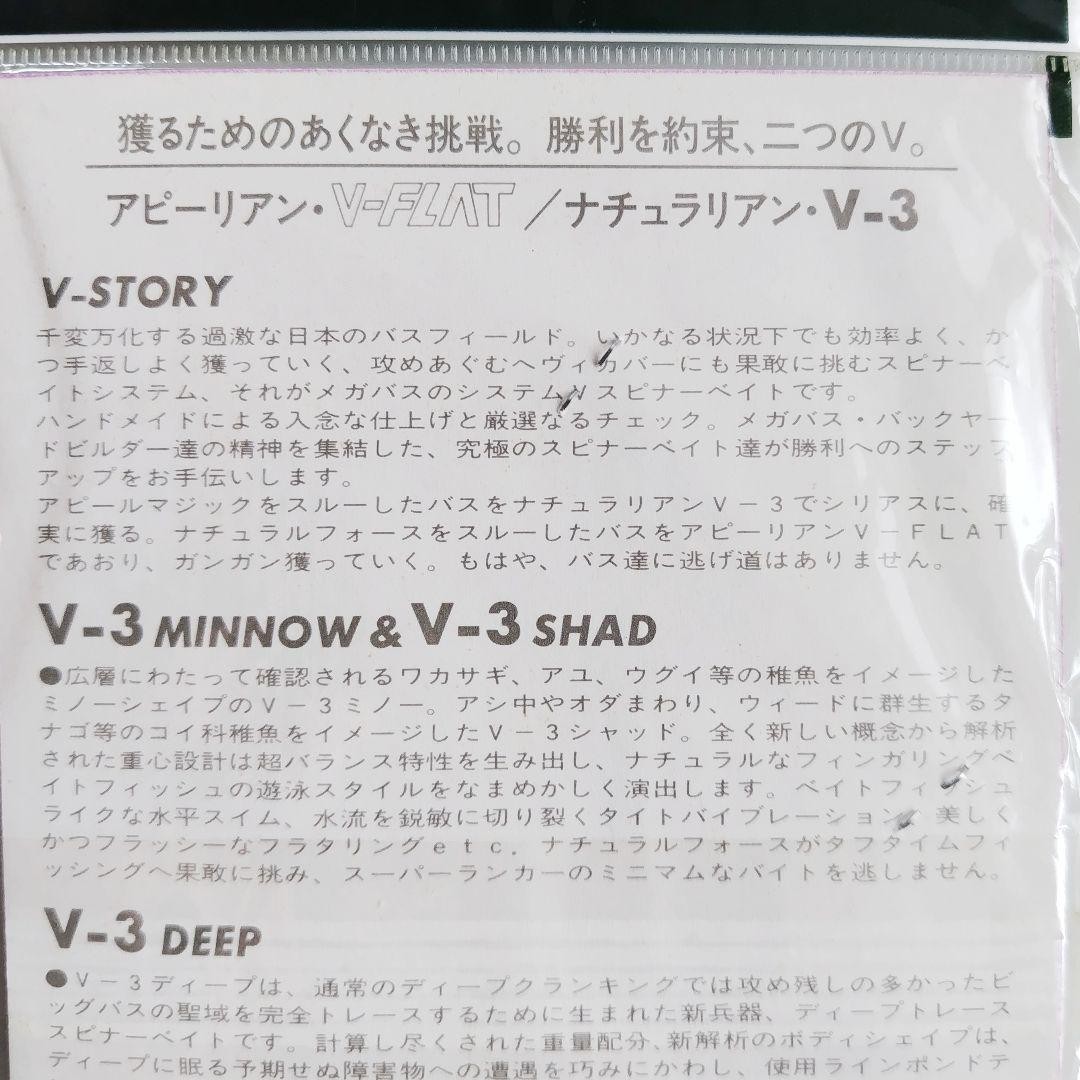 獲るためのあくなき挑戦。勝利を約束、二つのV。
アピーリアン・V-FLAT／ナチュラリアン・V-3
V-STORY
千変万化する過激な日本のバスフィールド。いかなる状況下でも効率よく、か
つ手返しよく獲っていく、攻めあぐむヘヴィカバーにも果敢に挑むスピナーベ
イトシステム、それがメガバスのシステムVスピナーベイトです。
ハンドメイドによる入念な仕上げと厳選なるチェック。メガバス・バックヤー
ドビルダー達の精神を集結した、究極のスピナーベイト達が勝利へのステップ
アップをお手伝いします。
アピールマジックをスルーしたバスをナチュラリアンV－3でシリアスに、確
実に獲る。ナチュラルフォースをスルーしたバスをアピーリアンV－FLAT
であおり、ガンガン獲っていく。もはや、バス達に逃げ道はありません。
V-3 MINNOW & V-3 SHAD
●広層にわたって確認されるワカサギ、アユ、ウグイ等の稚魚をイメージした
ミノーシェイプのV－3ミノー。アシ中やオダまわり、ウィードに群生するタ
ナゴ等のコイ科稚魚をイメージしたV－3シャッド。全く新しい概念から解析
された重心設計は超バランス特性を生み出し、ナチュラルなフィンガリングベ
イトフィッシュの遊泳スタイルをなまめかしく演出します。ベイトフィッシュ
ライクな水平スイム、水流を鋭敏に切り裂くタイトバイブレーション、美しく
かつフラッシーなフラタリングetc．ナチュラルフォースがタフタイムフィ
ッシングへ果敢に挑み、スーパーランカーのミニマムなバイトを逃しません。
V-3 DEEP
●V－3ディープは、通常のディープクランキングでは攻め残しの多かったビ
ッグバスの聖域を完全トレースするために生まれた新兵器、ディープトレース
スピナーベイトです。計算し尽くされた重量配分、新解析のボディシェイプは、
ディープに眠る予期せぬ障害物への遭遇を巧みにかわし、使用ラインポンドテ